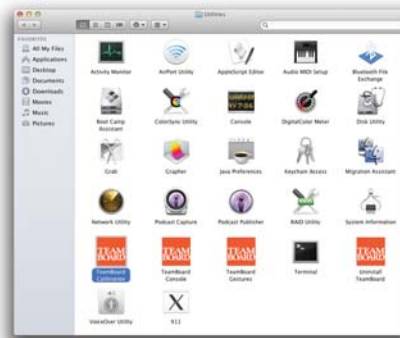 Utilities
FAVORITES
All My Files
Applications
Desktop
Documents
Downloads
Movies
Music
Pictures
Activity Monitor
AirPort Utility
AppleScript Editor
Audio MIDI Setup
Bluetooth File Exchange
Boot Camp Assistant
ColorSync Utility
Console
DigitalColor Meter
Disk Utility
Grab
Grapher
Java Preferences
Keychain Access
Migration Assistant
Network Utility
Podcast Capture
Podcast Publisher
RAID Utility
System Information
TEAM BOARD
TEAM BOARD
TEAM BOARD
TEAM BOARD
TeamBoard Calibrator
TeamBoard Console
TeamBoard Gestures
Terminal
Uninstall TeamBoard
VoiceOver Utility
X11